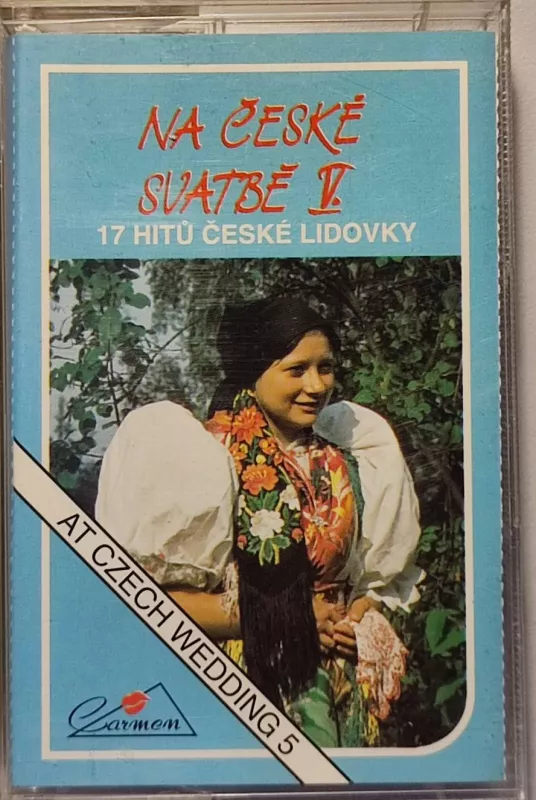 NA ČESKÉ
SVATBĚ V.
17 HITŮ ČESKÉ LIDOVKY
AT CZECH WEDDING 5
Carmen